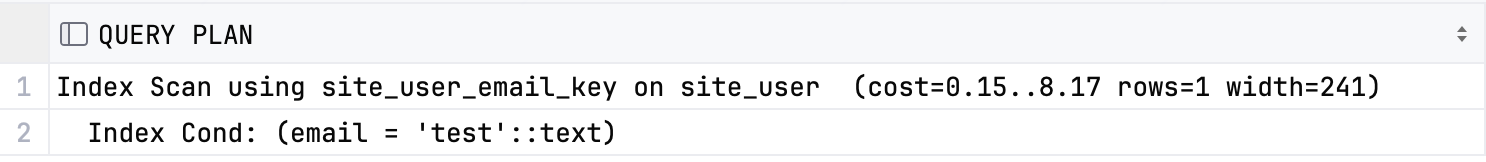 QUERY PLAN
1 Index Scan using site_user_email_key on site_user  (cost=0.15..8.17 rows=1 width=241)
2   Index Cond: (email = 'test'::text)